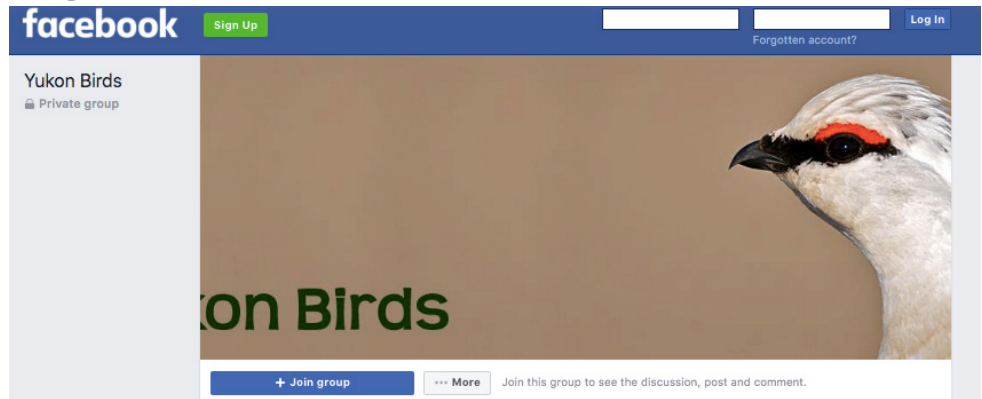 facebook
Sign Up
Log In
Forgotten account?
Yukon Birds
Private group
kon Birds
+ Join group
··· More
Join this group to see the discussion, post and comment.